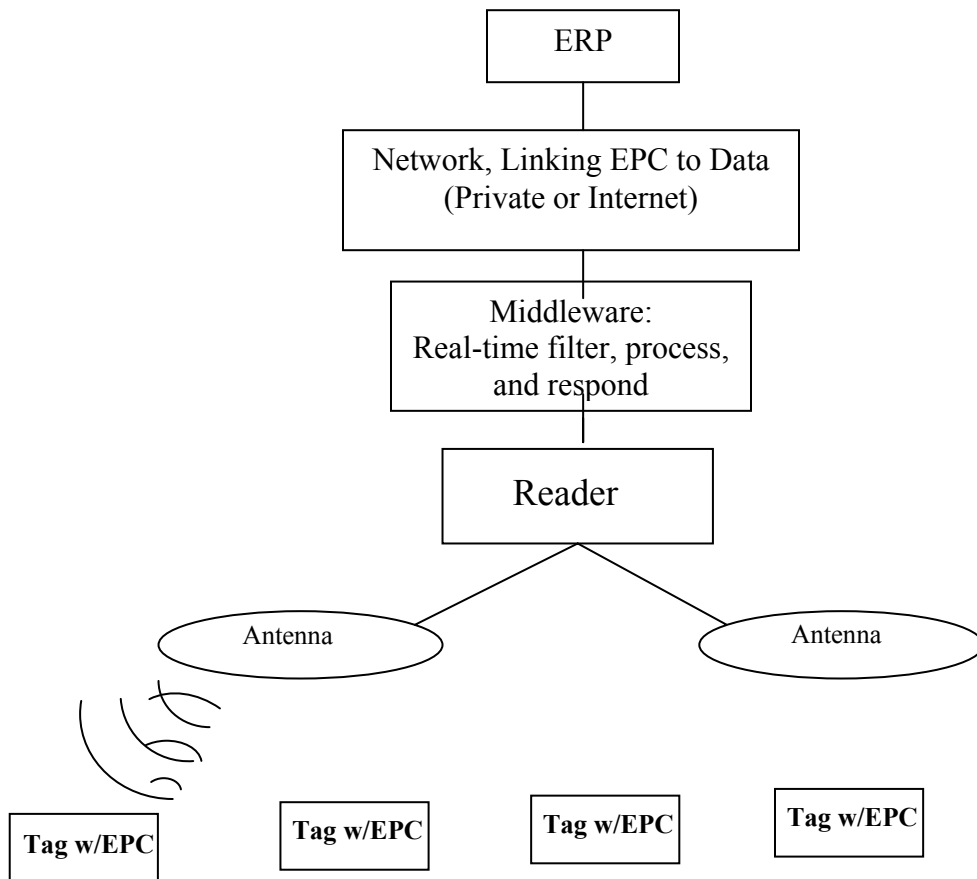 ERP
Network, Linking EPC to Data
(Private or Internet)
Middleware:
Real-time filter, process,
and respond
Reader
Antenna
Antenna
Tag w/EPC
Tag w/EPC
Tag w/EPC
Tag w/EPC